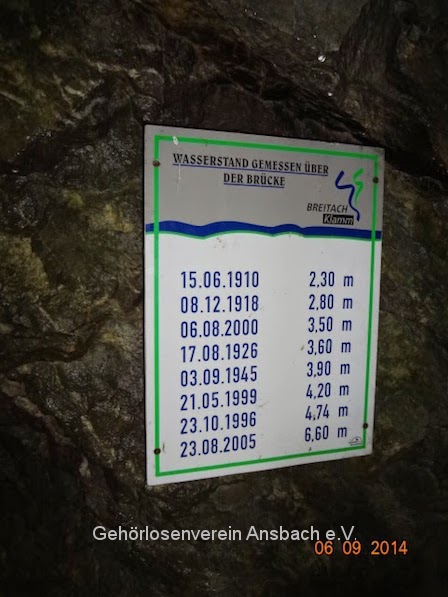 WASSERSTAND GEMESSEN ÜBER
DER BRÜCKE
BREITACH
Klamm
15.06.1910 2,30 m
08.12.1918 2,80 m
06.08.2000 3,50 m
17.08.1926 3,60 m
03.09.1945 3,90 m
21.05.1999 4,20 m
23.10.1996 4,74 m
23.08.2005 6,60 m
Gehörlosenverein Ansbach e.V.
06 09 2014